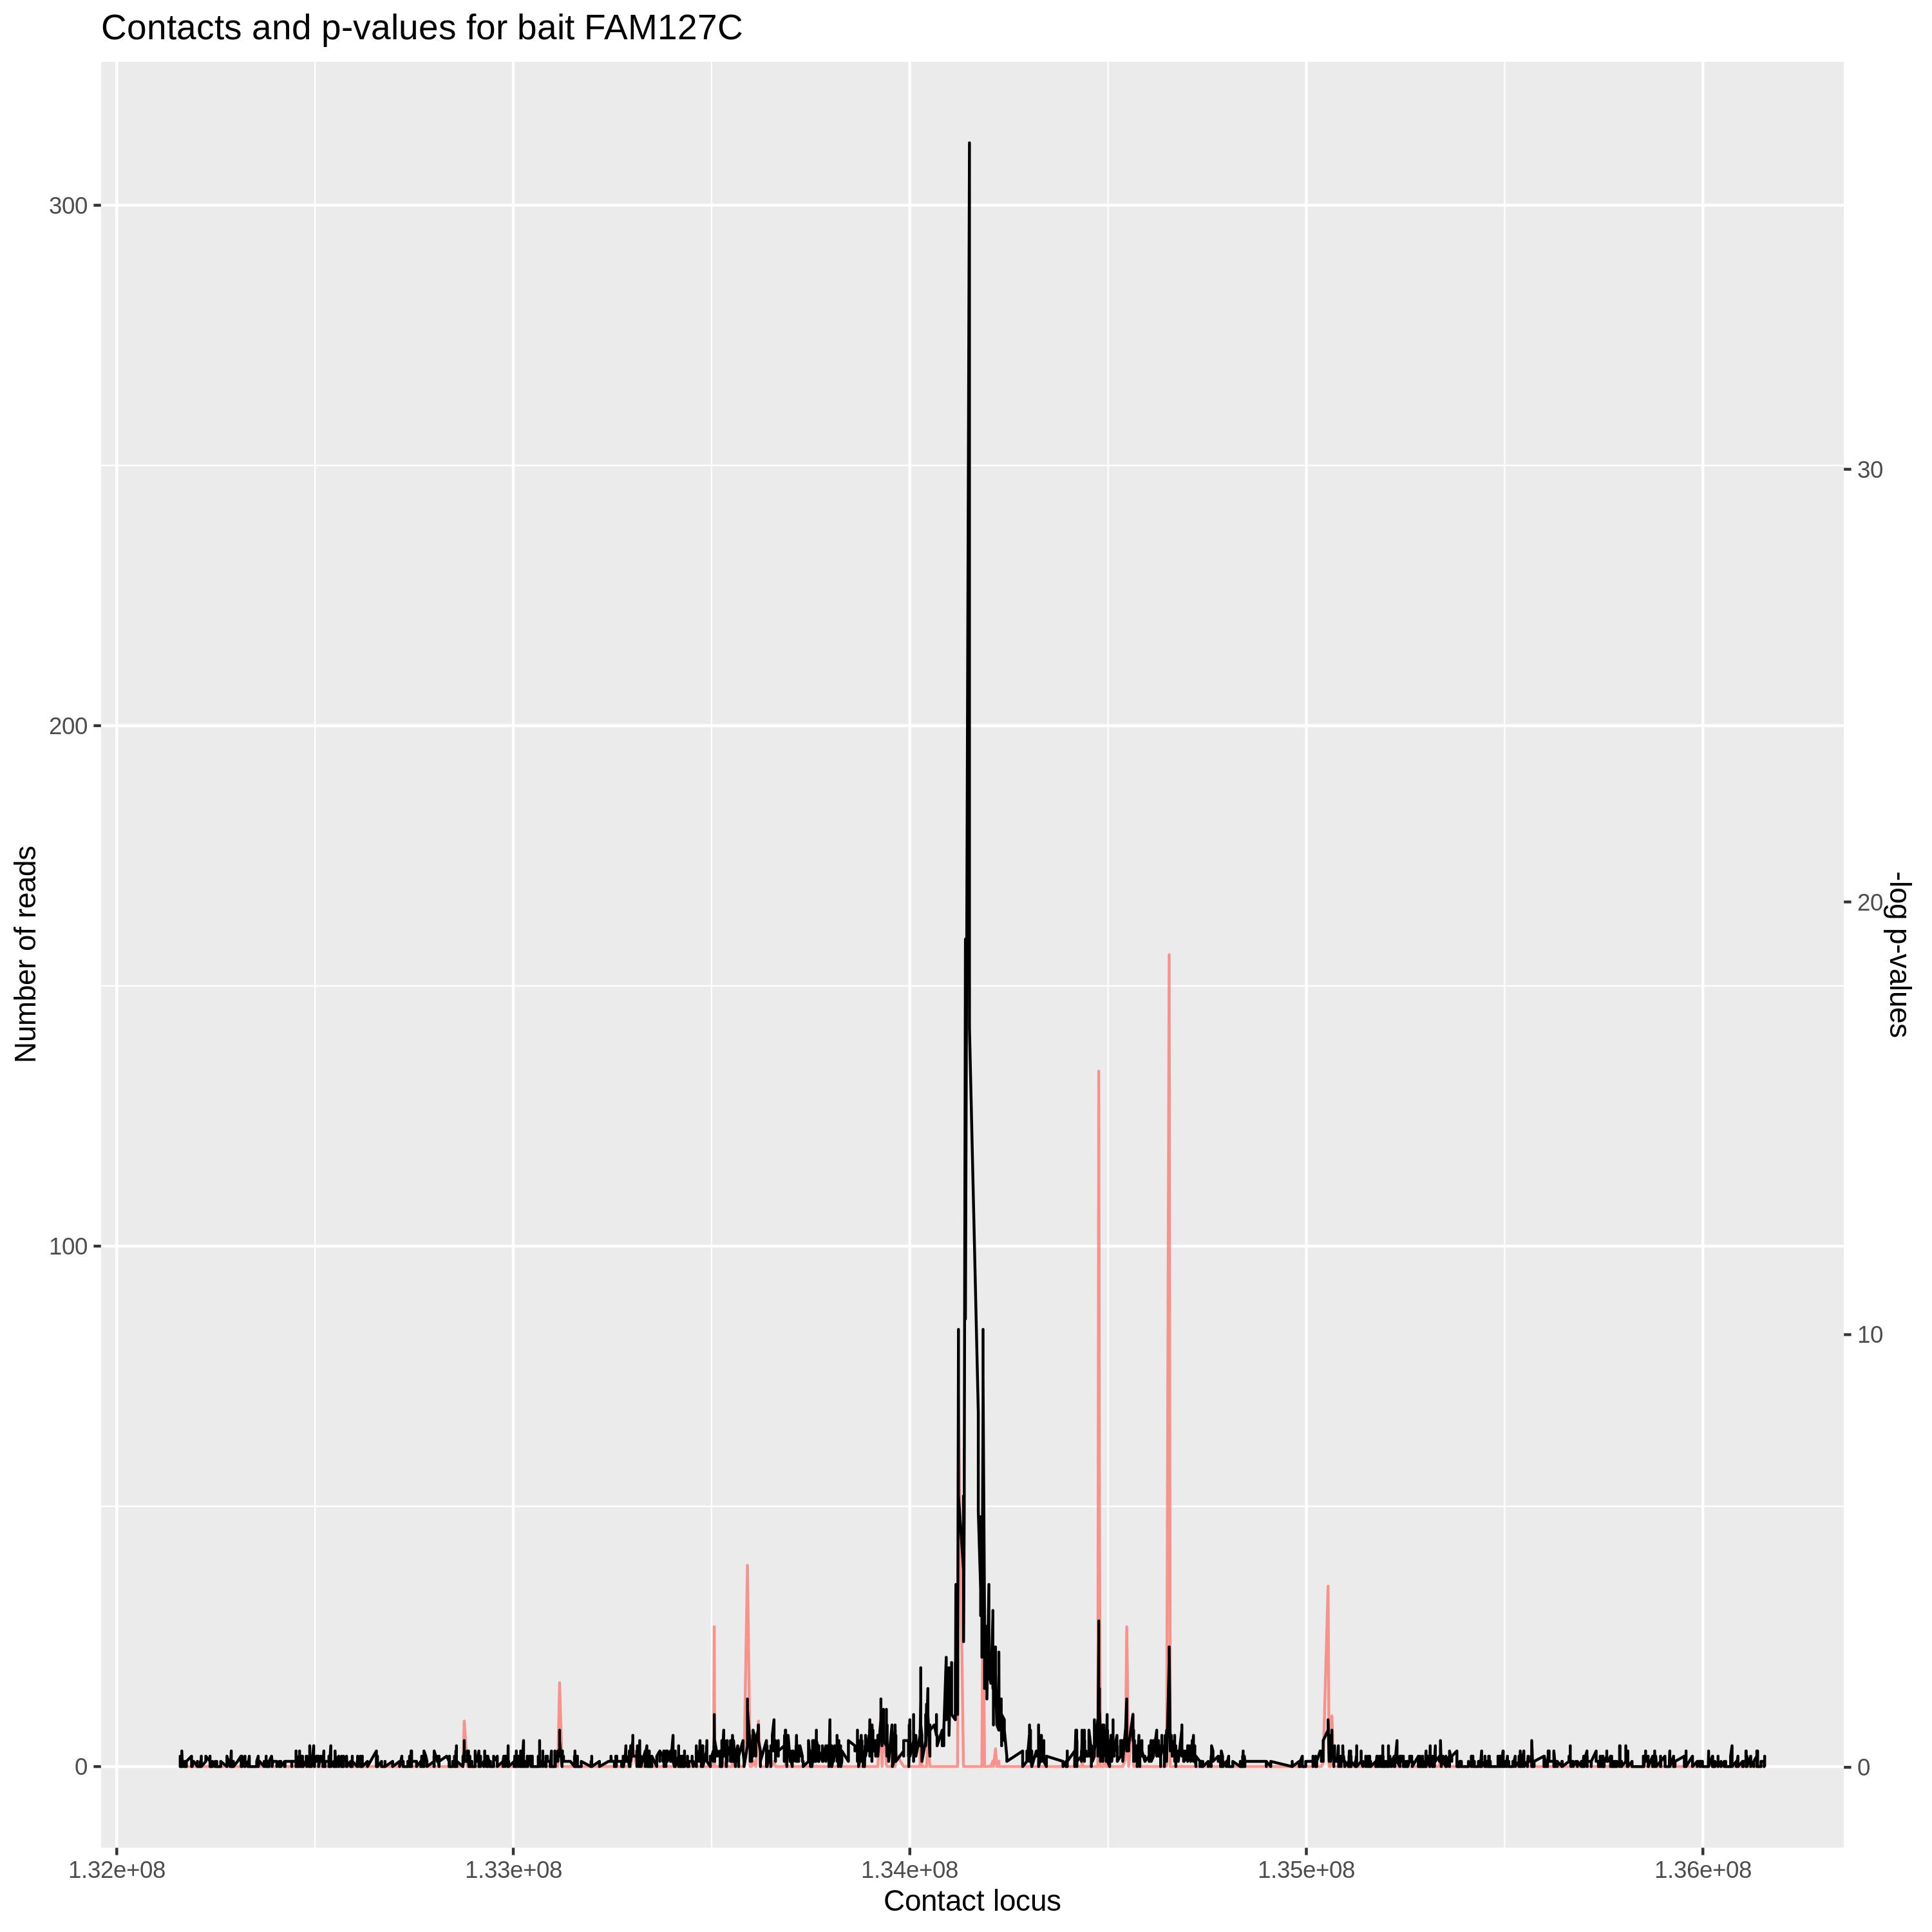 Contacts and p-values for bait FAM127C
300
200
100
0
Number of reads
30
20
10
0
-log p-values
1.32e+08 1.33e+08 1.34e+08 1.35e+08 1.36e+08
Contact locus